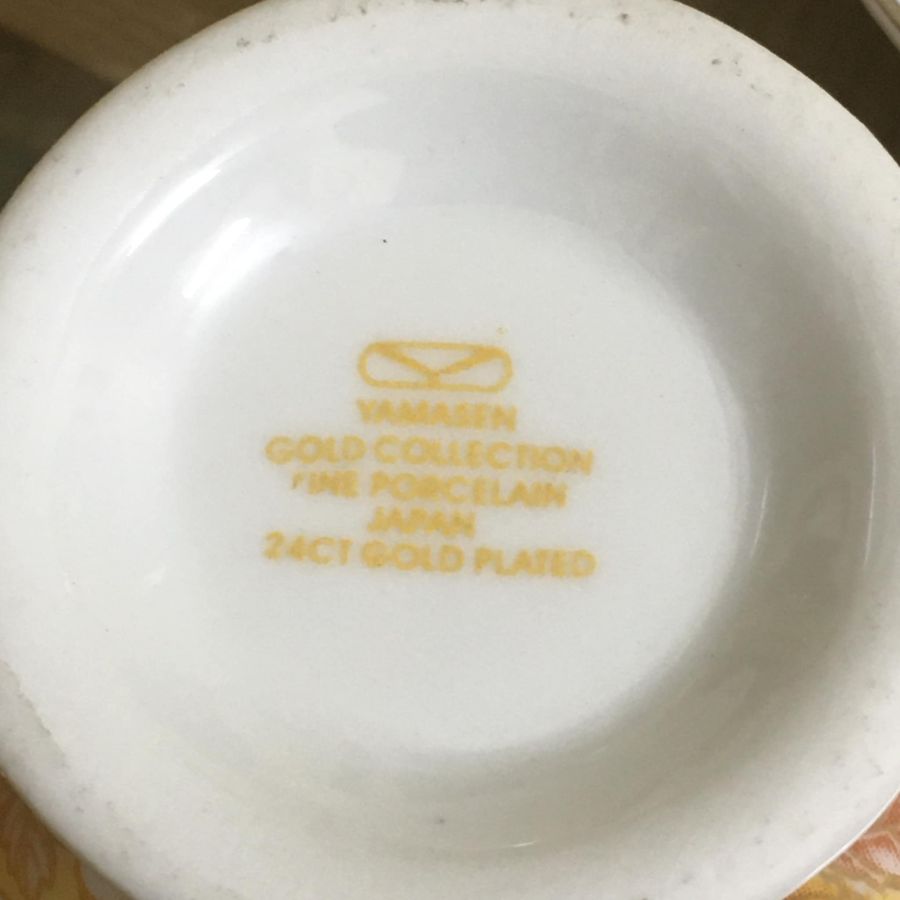 YAMASEN
GOLD COLLECTION
FINE PORCELAIN
JAPAN
24CT GOLD PLATED